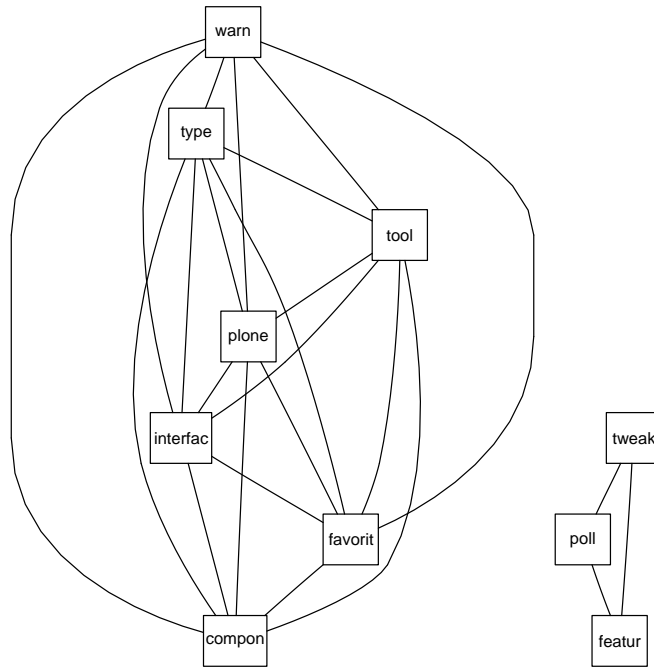 warn
type
tool
plone
interfac
tweak
favorit
poll
compon
featur